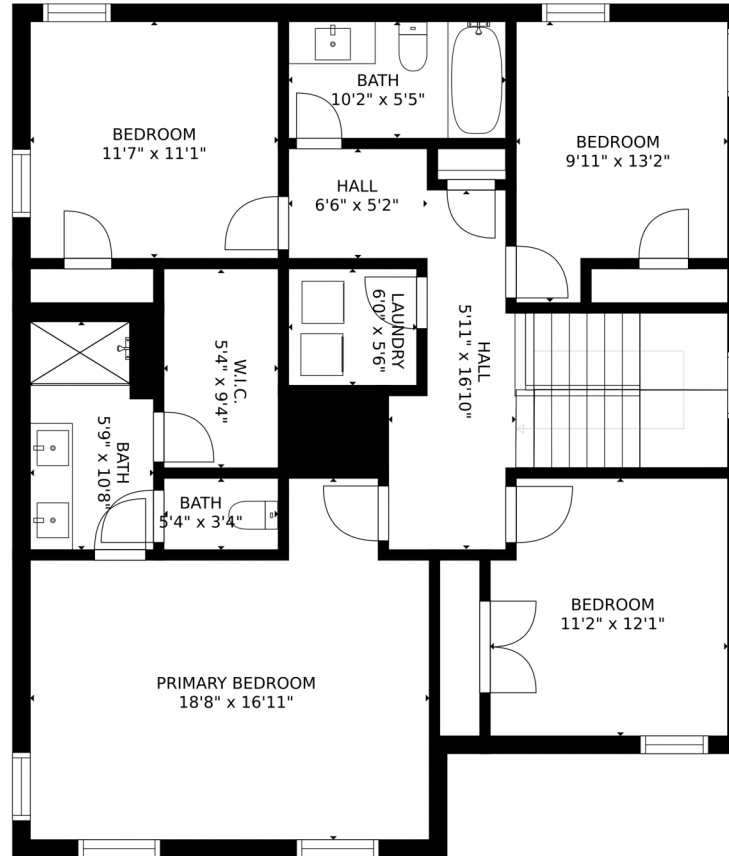 BATH
10'2" x 5'5"
BEDROOM
11'7" x 11'1"
BEDROOM
9'11" x 13'2"
HALL
6'6" x 5'2"
LAUNDRY
6'0" x 5'6"
HALL
5'11" x 16'10"
W.I.C.
5'4" x 9'4"
BATH
5'9" x 10'8"
BATH
5'4" x 3'4"
BEDROOM
11'2" x 12'1"
PRIMARY BEDROOM
18'8" x 16'11"